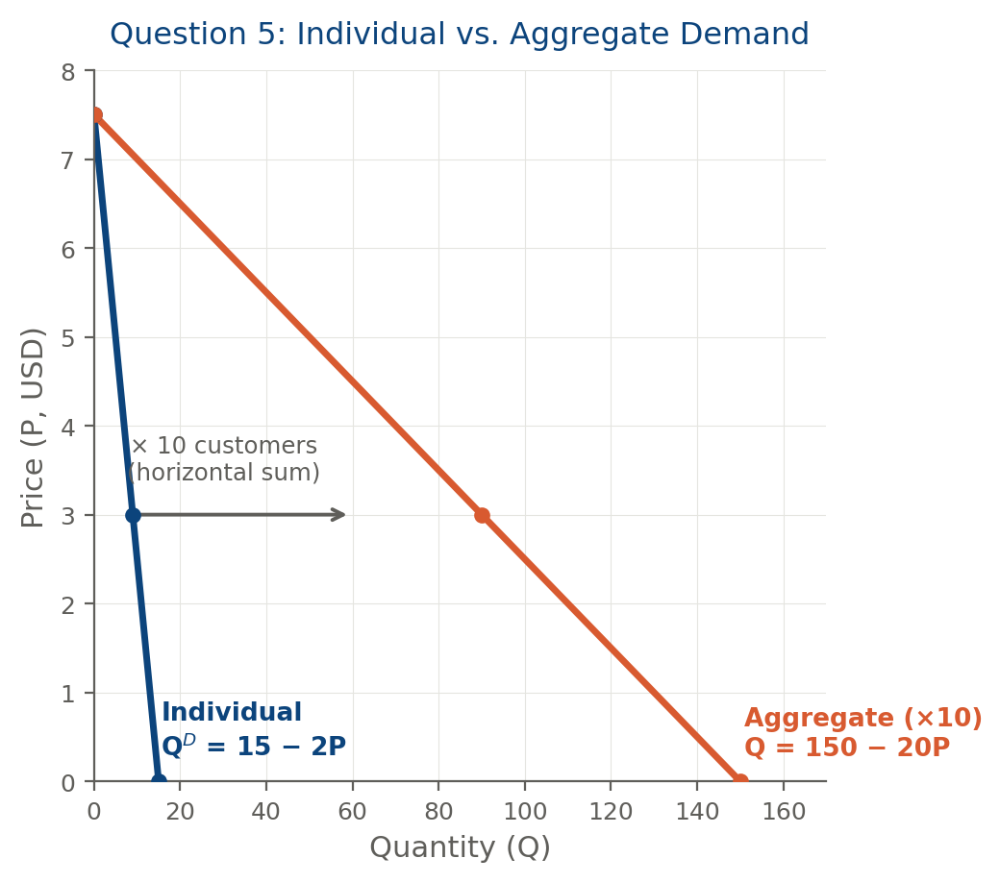 Question 5: Individual vs. Aggregate Demand
8
7
6
5
4
3
2
1
0
Price (P, USD)
× 10 customers
(horizontal sum)
Individual
Qᴰ = 15 − 2P
Aggregate (×10)
Q = 150 − 20P
0 20 40 60 80 100 120 140 160
Quantity (Q)